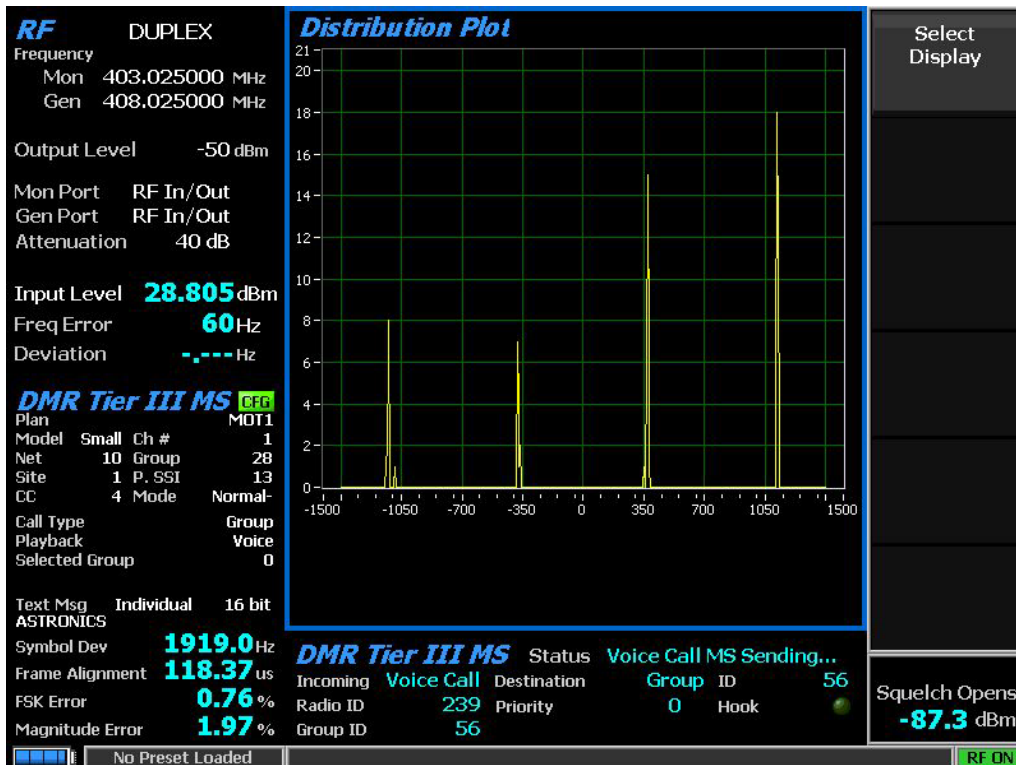 RF DUPLEX
Frequency
Mon 403.025000 MHz
Gen 408.025000 MHz
Output Level -50 dBm
Mon Port RF In/Out
Gen Port RF In/Out
Attenuation 40 dB
Input Level 28.805 dBm
Freq Error 60 Hz
Deviation -.--- Hz
DMR Tier III MS CFG
Plan MOT1
Model Small Ch # 1
Net 10 Group 28
Site 1 P. SSI 13
CC 4 Mode Normal-
Call Type Group
Playback Voice
Selected Group 0
Text Msg Individual 16 bit
ASTRONICS
Symbol Dev 1919.0 Hz
Frame Alignment 118.37 us
FSK Error 0.76 %
Magnitude Error 1.97 %
Distribution Plot
21
20
18
16
14
12
10
8
6
4
2
0
-1500 -1050 -700 -350 0 350 700 1050 1500
DMR Tier III MS Status Voice Call MS Sending...
Incoming Voice Call Destination Group ID 56
Radio ID 239 Priority 0 Hook
Group ID 56
Select
Display
Squelch Opens
-87.3 dBm
No Preset Loaded
RF ON